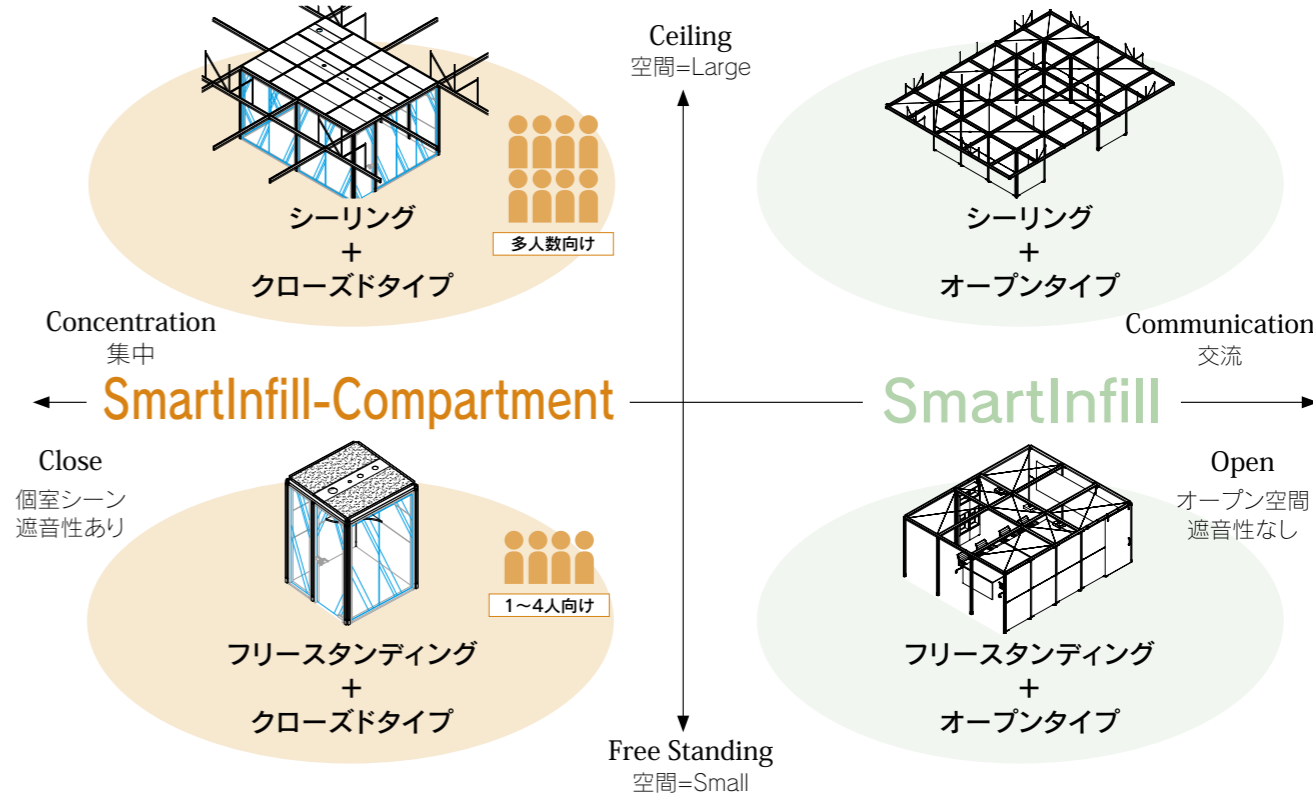 Ceiling
空間=Large
シーリング
+
クローズドタイプ
多人数向け
シーリング
+
オープンタイプ
Concentration
集中
Communication
交流
SmartInfill-Compartment
SmartInfill
Close
個室シーン
遮音性あり
Open
オープン空間
遮音性なし
1〜4人向け
フリースタンディング
+
クローズドタイプ
フリースタンディング
+
オープンタイプ
Free Standing
空間=Small